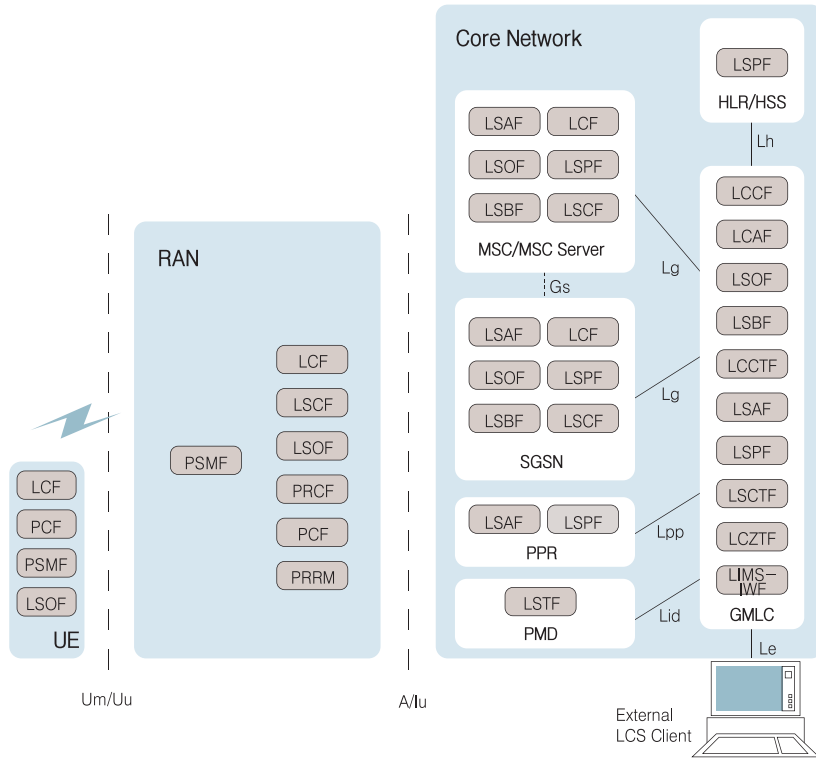 Core Network
LSPF
HLR/HSS
Lh
LSAF LCF
LSOF LSPF
LSBF LSCF
MSC/MSC Server
Lg
Gs
LSAF LCF
LSOF LSPF
LSBF LSCF
SGSN
Lg
LSAF LSPF
PPR
Lpp
LSTF
PMD
Lid
LCCF
LCAF
LSOF
LSBF
LCCTF
LSAF
LSPF
LSCTF
LCZTF
LIMS–
IWF
GMLC
Le
RAN
PSMF
LCF
LSCF
LSOF
PRCF
PCF
PRRM
LCF
PCF
PSMF
LSOF
UE
Um/Uu
A/Iu
External
LCS Client